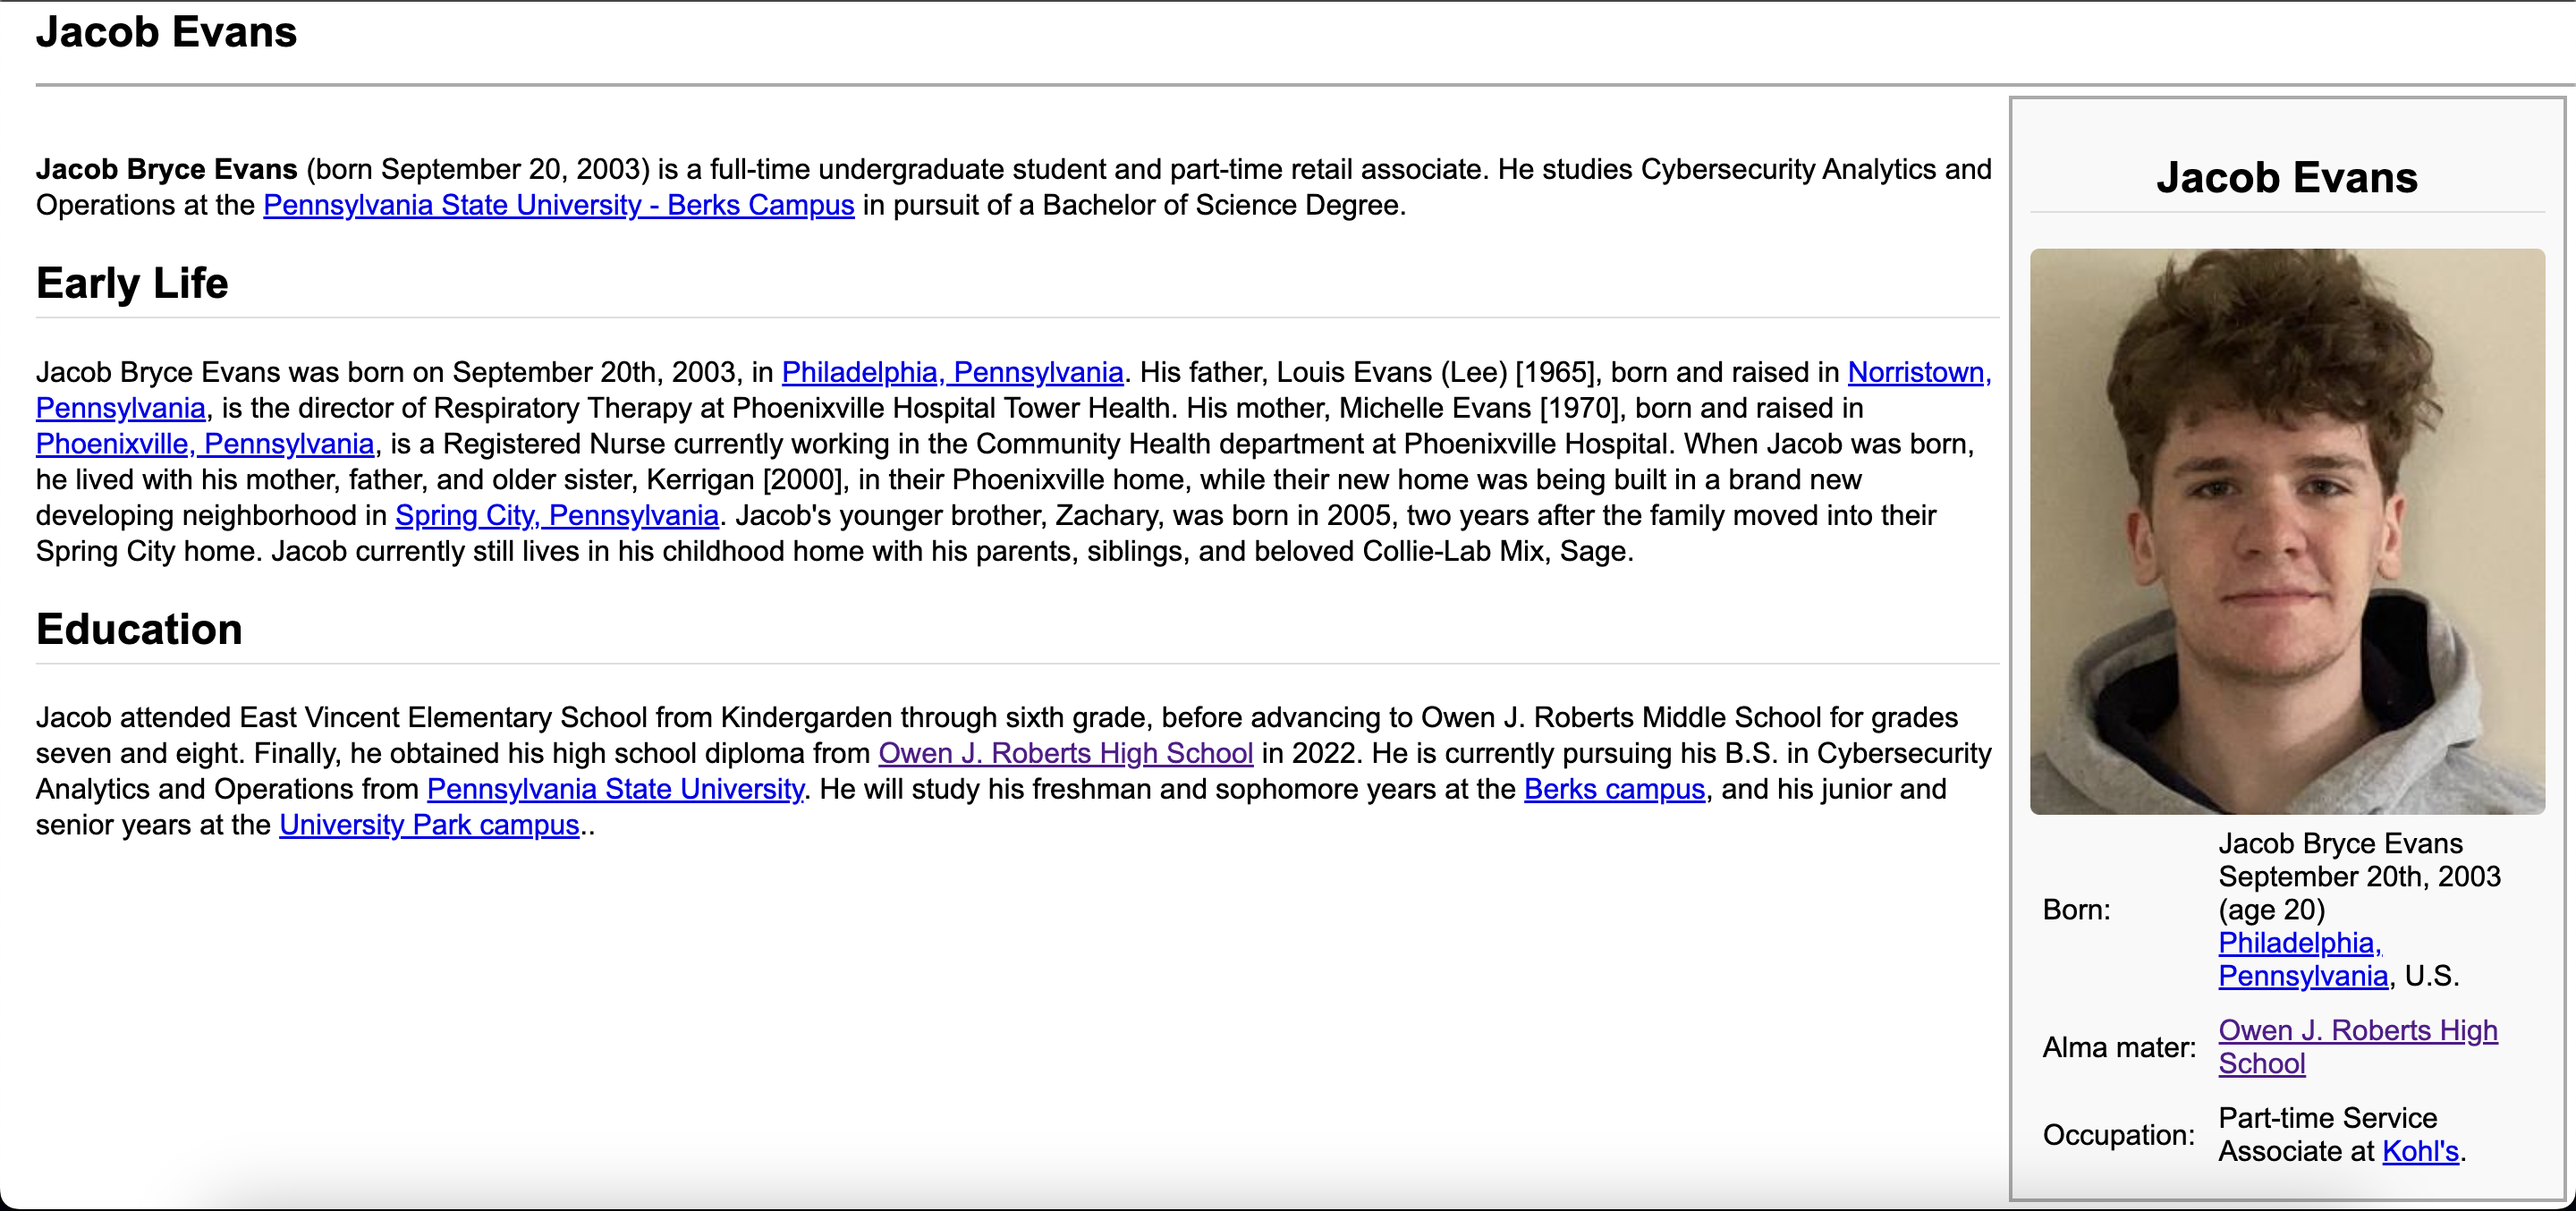 Jacob Evans
Jacob Bryce Evans (born September 20, 2003) is a full-time undergraduate student and part-time retail associate. He studies Cybersecurity Analytics and
Operations at the Pennsylvania State University - Berks Campus in pursuit of a Bachelor of Science Degree.
Early Life
Jacob Bryce Evans was born on September 20th, 2003, in Philadelphia, Pennsylvania. His father, Louis Evans (Lee) [1965], born and raised in Norristown,
Pennsylvania, is the director of Respiratory Therapy at Phoenixville Hospital Tower Health. His mother, Michelle Evans [1970], born and raised in
Phoenixville, Pennsylvania, is a Registered Nurse currently working in the Community Health department at Phoenixville Hospital. When Jacob was born,
he lived with his mother, father, and older sister, Kerrigan [2000], in their Phoenixville home, while their new home was being built in a brand new
developing neighborhood in Spring City, Pennsylvania. Jacob's younger brother, Zachary, was born in 2005, two years after the family moved into their
Spring City home. Jacob currently still lives in his childhood home with his parents, siblings, and beloved Collie-Lab Mix, Sage.
Education
Jacob attended East Vincent Elementary School from Kindergarden through sixth grade, before advancing to Owen J. Roberts Middle School for grades
seven and eight. Finally, he obtained his high school diploma from Owen J. Roberts High School in 2022. He is currently pursuing his B.S. in Cybersecurity
Analytics and Operations from Pennsylvania State University. He will study his freshman and sophomore years at the Berks campus, and his junior and
senior years at the University Park campus..
Jacob Evans
Born:
Jacob Bryce Evans
September 20th, 2003
(age 20)
Philadelphia,
Pennsylvania, U.S.
Alma mater:
Owen J. Roberts High
School
Occupation:
Part-time Service
Associate at Kohl's.